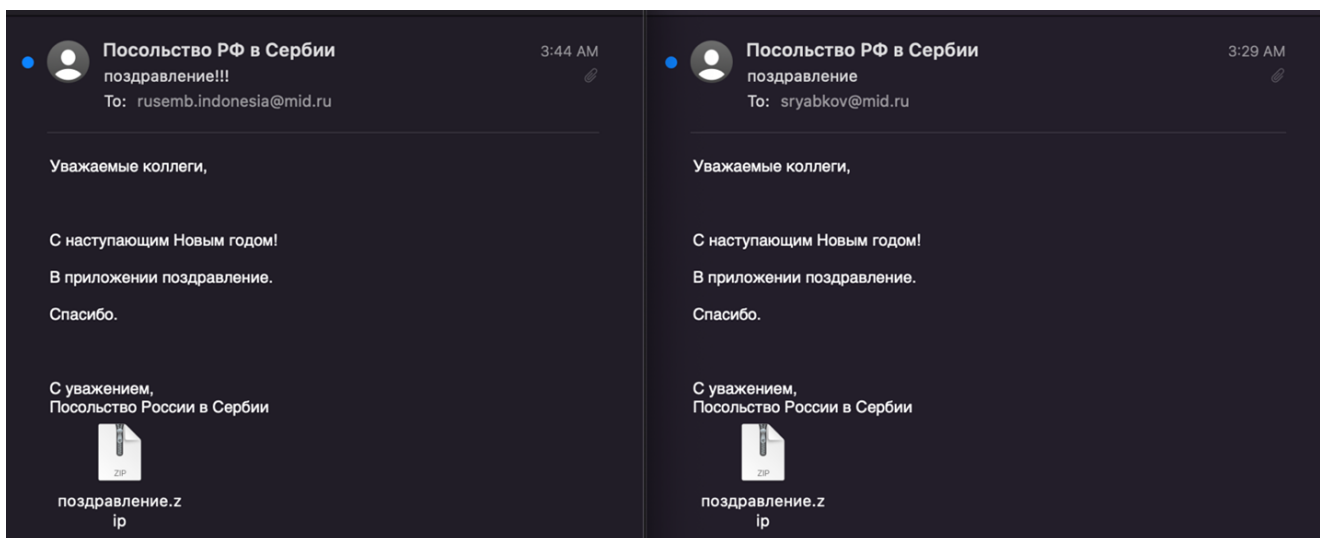 Посольство РФ в Сербии
3:44 AM
поздравление!!!
To: rusemb.indonesia@mid.ru
Уважаемые коллеги,
С наступающим Новым годом!
В приложении поздравление.
Спасибо.
С уважением,
Посольство России в Сербии
ZIP
поздравление.z
ip
Посольство РФ в Сербии
3:29 AM
поздравление
To: sryabkov@mid.ru
Уважаемые коллеги,
С наступающим Новым годом!
В приложении поздравление.
Спасибо.
С уважением,
Посольство России в Сербии
ZIP
поздравление.z
ip